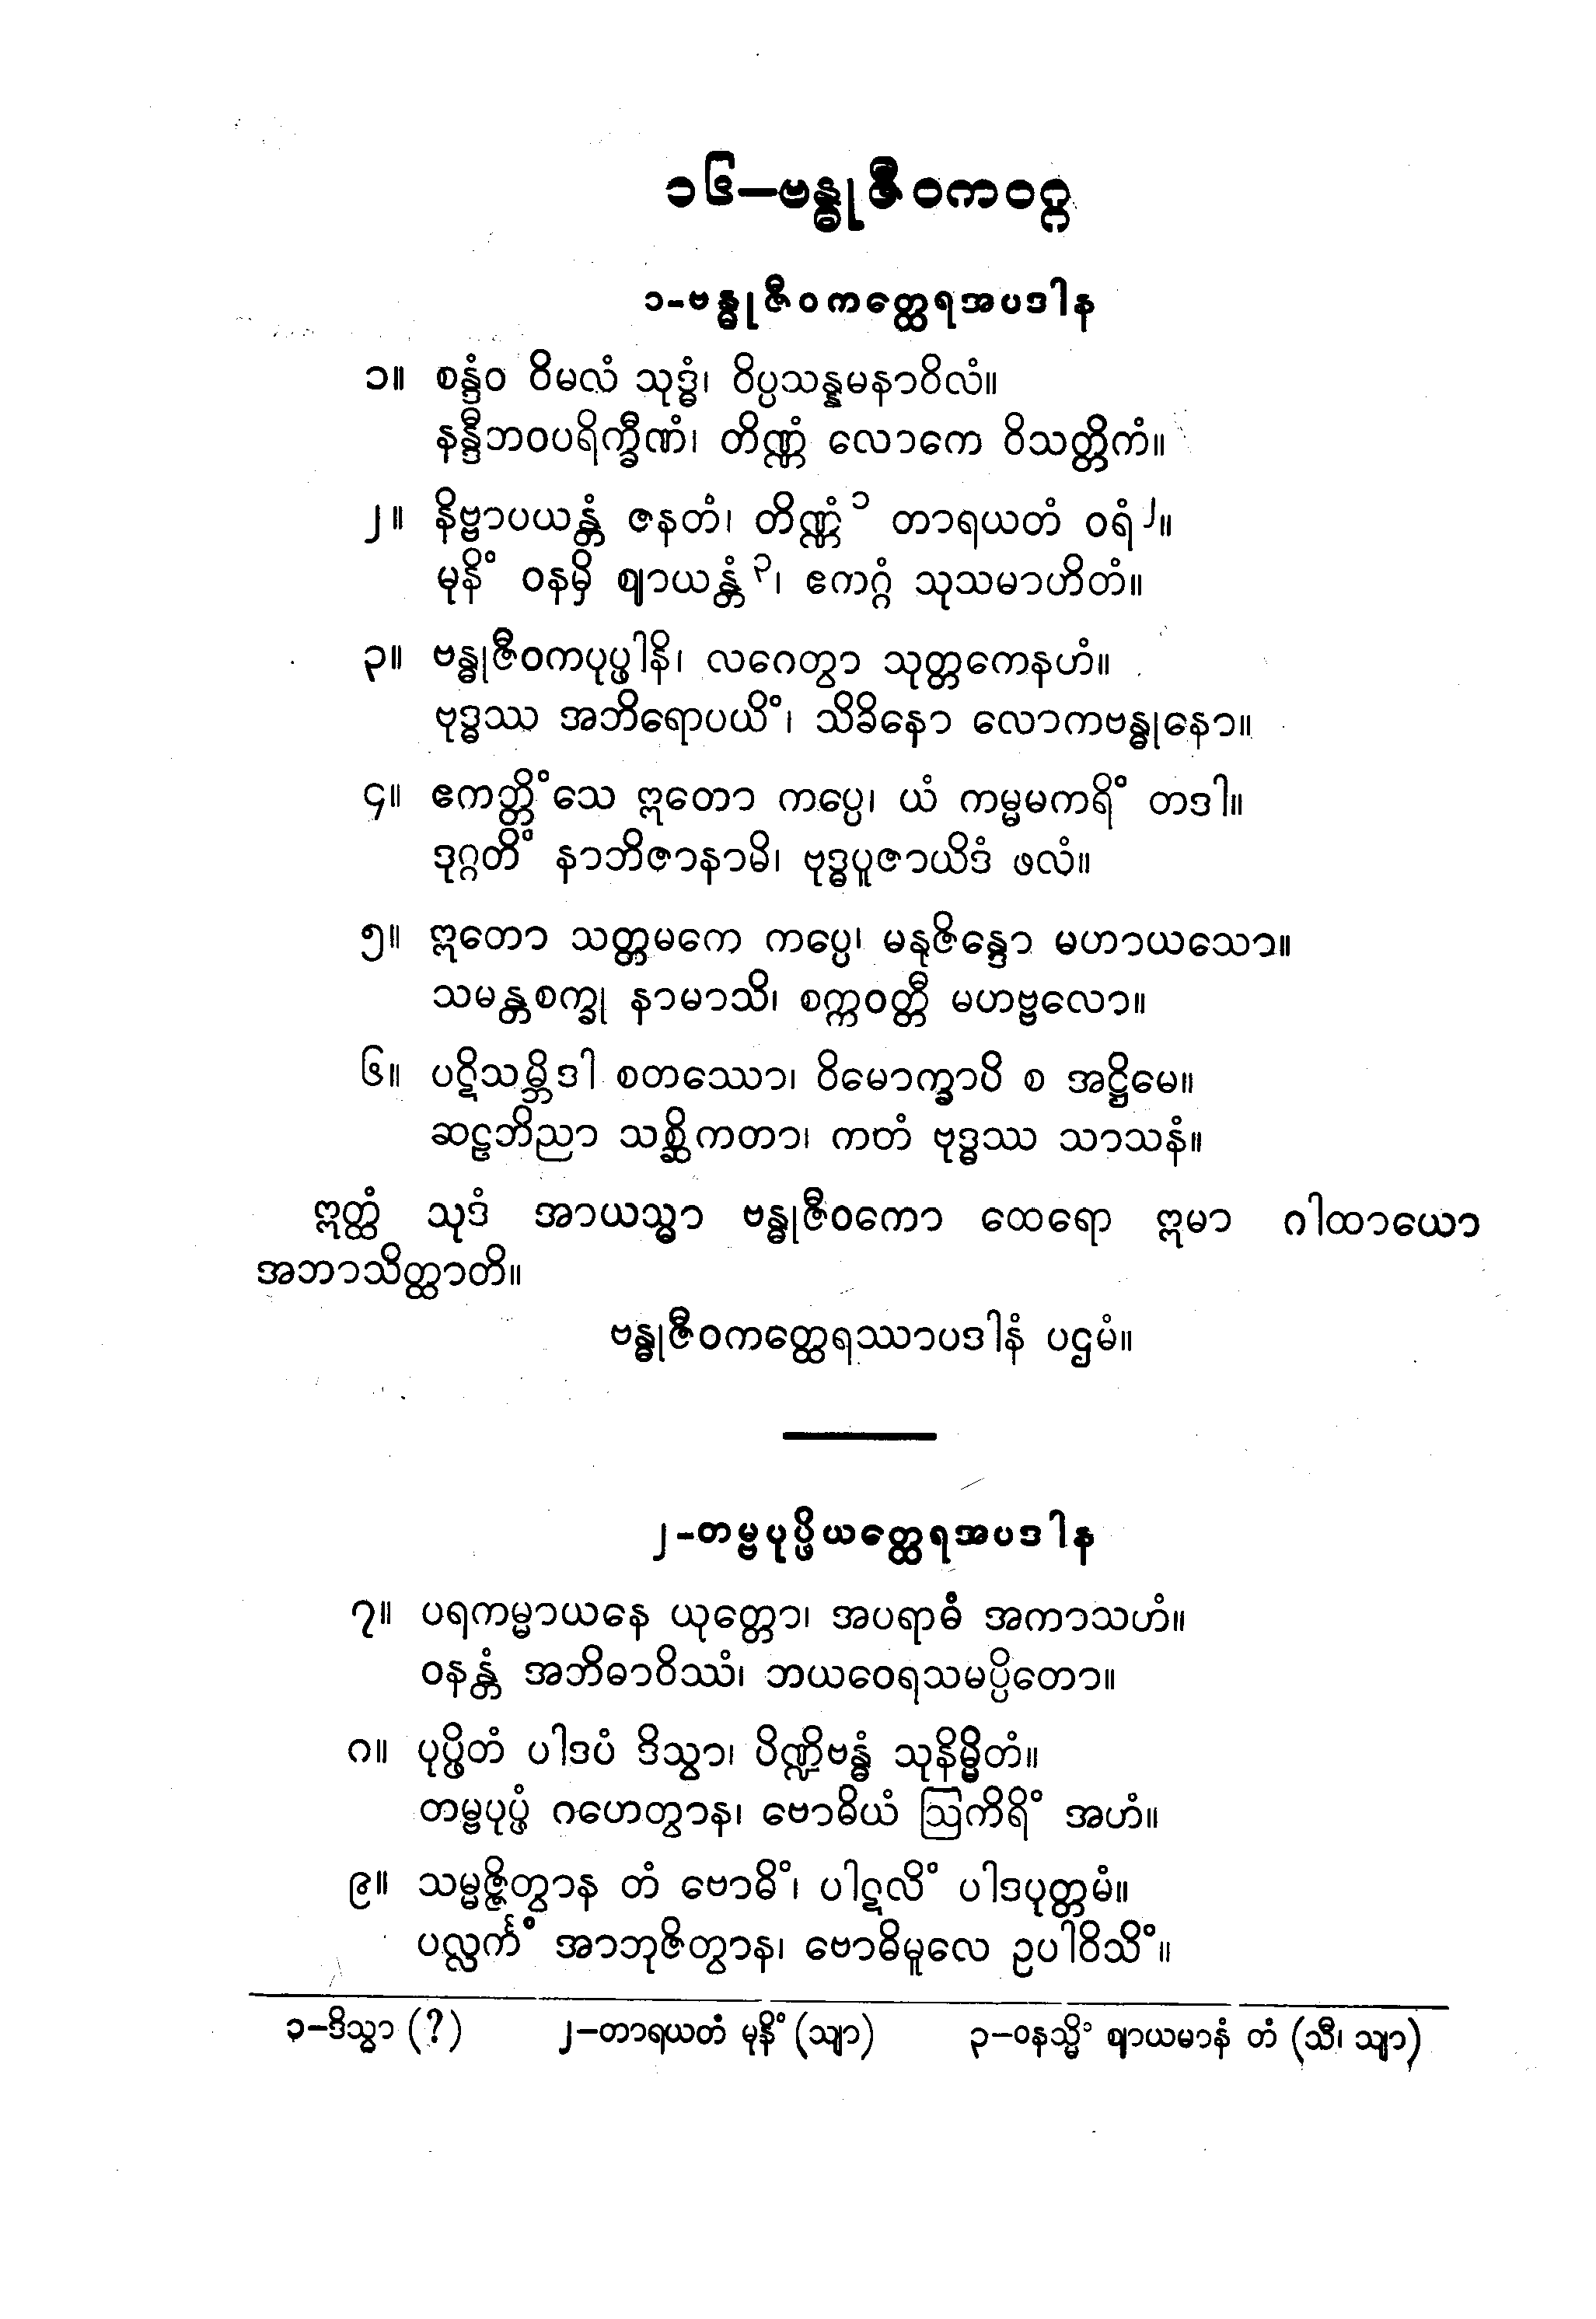 ၁၆–ဗန္ဓုဇီဝကဝဂ္ဂ
၁-ဗန္ဓုဇီဝကတ္ထေရအပဒါန
၁။ စန္ဒံဝ ဝိမလံ သုဒ္ဓံ၊ ဝိပ္ပသန္နမနာဝိလံ။
နန္ဒီဘဝပရိက္ခီဏံ၊ တိဏ္ဏံ လောကေ ဝိသတ္တိကံ။
၂။ နိဗ္ဗာပယန္တံ ဇနတံ၊ တိဏ္ဏံ၁ တာရယတံ ဝရံ၂။
မုနိံ ဝနမှိ ဈာယန္တံ၃၊ ဧကဂ္ဂံ သုသမာဟိတံ။
၃။ ဗန္ဓုဇီဝကပုပ္ဖါနိ၊ လဂေတွာ သုတ္တကေနဟံ။
ဗုဒ္ဓဿ အဘိရောပယိံ၊ သိခိနော လောကဗန္ဓုနော။
၄။ ဧကတ္တိံသေ ဣတော ကပ္ပေ၊ ယံ ကမ္မမကရိံ တဒါ။
ဒုဂ္ဂတိံ နာဘိဇာနာမိ၊ ဗုဒ္ဓပူဇာယိဒံ ဖလံ။
၅။ ဣတော သတ္တမကေ ကပ္ပေ၊ မနုဇိန္ဒော မဟာယသော။
သမန္တစက္ခု နာမာသိ၊ စက္ကဝတ္တီ မဟဗ္ဗလော။
၆။ ပဋိသမ္ဘိဒါ စတဿော၊ ဝိမောက္ခာပိ စ အဋ္ဌိမေ။
ဆဠဘိညာ သစ္ဆိကတာ၊ ကတံ ဗုဒ္ဓဿ သာသနံ။
ဣတ္ထံ သုဒံ အာယသ္မာ ဗန္ဓုဇီဝကော ထေရော ဣမာ ဂါထာယော
အဘာသိတ္ထာတိ။
ဗန္ဓုဇီဝကတ္ထေရဿာပဒါနံ ပဌမံ။
၂-တမ္ဗပုပ္ဖိယတ္ထေရအပဒါန
၇။ ပရကမ္မာယနေ ယုတ္တော၊ အပရာဓံ အကာသဟံ။
ဝနန္တံ အဘိဓာဝိဿံ၊ ဘယဝေရသမပ္ပိတော။
၈။ ပုပ္ဖိတံ ပါဒပံ ဒိသွာ၊ ပိဏ္ဍိဗန္ဓံ သုနိမ္မိတံ။
တမ္ဗပုပ္ဖံ ဂဟေတွာန၊ ဗောဓိယံ ဩကိရိံ အဟံ။
၉။ သမ္မဇ္ဇိတွာန တံ ဗောဓိံ၊ ပါဋလိံ ပါဒပုတ္တမံ။
ပလ္လင်္ကံ အာဘုဇိတွာန၊ ဗောဓိမူလေ ဥပါဝိသိံ။
၁–ဒိသွာ (?) ၂–တာရယတံ မုနိံ (သျာ) ၃–ဝနသ္မိံ ဈာယမာနံ တံ (သီ၊ သျာ)